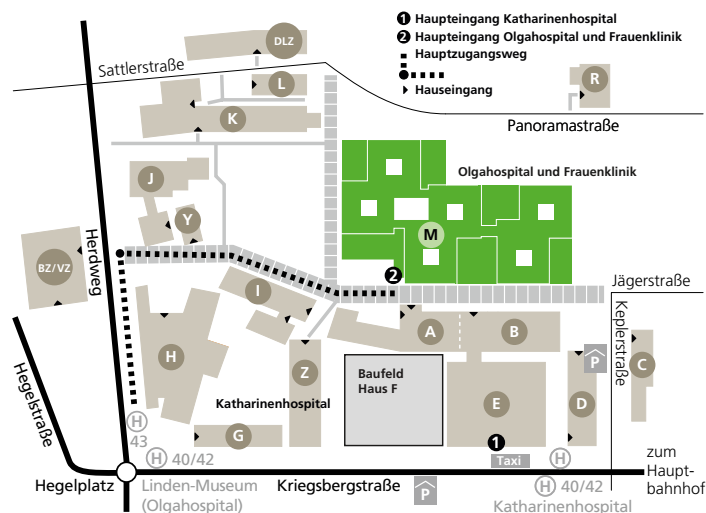 ❶ Haupteingang Katharinenhospital
❷ Haupteingang Olgahospital und Frauenklinik
Hauptzugangsweg
Hauseingang
DLZ
Sattlerstraße
L
R
K
Panoramastraße
Olgahospital und Frauenklinik
J
Y
M
BZ/VZ
Herdweg
2
I
Jägerstraße
Keplerstraße
A
B
H
Z
Baufeld
Haus F
P
C
Hegelstraße
Katharinenhospital
E
D
H
43
G
1
H 40/42
Taxi
H
zum
Haupt-
bahnhof
Hegelplatz
Linden-Museum
(Olgahospital)
Kriegsbergstraße
P
H 40/42
Katharinenhospital